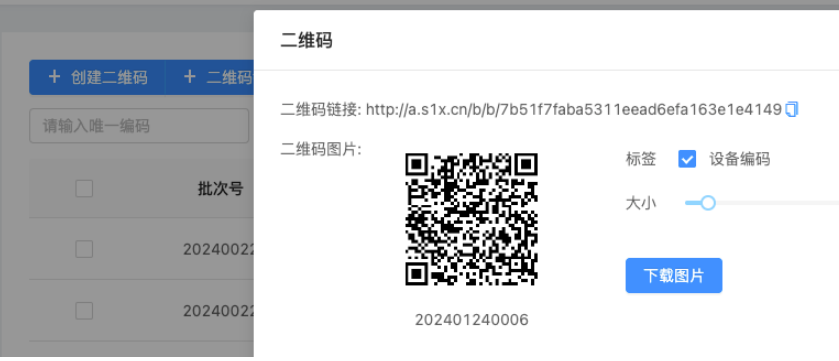 二维码
+ 创建二维码
+ 二维码
二维码链接: http://a.s1x.cn/b/b/7b51f7faba5311eead6efa163e1e4149
请输入唯一编码
二维码图片:
标签
设备编码
批次号
大小
20240022
下载图片
20240022
202401240006